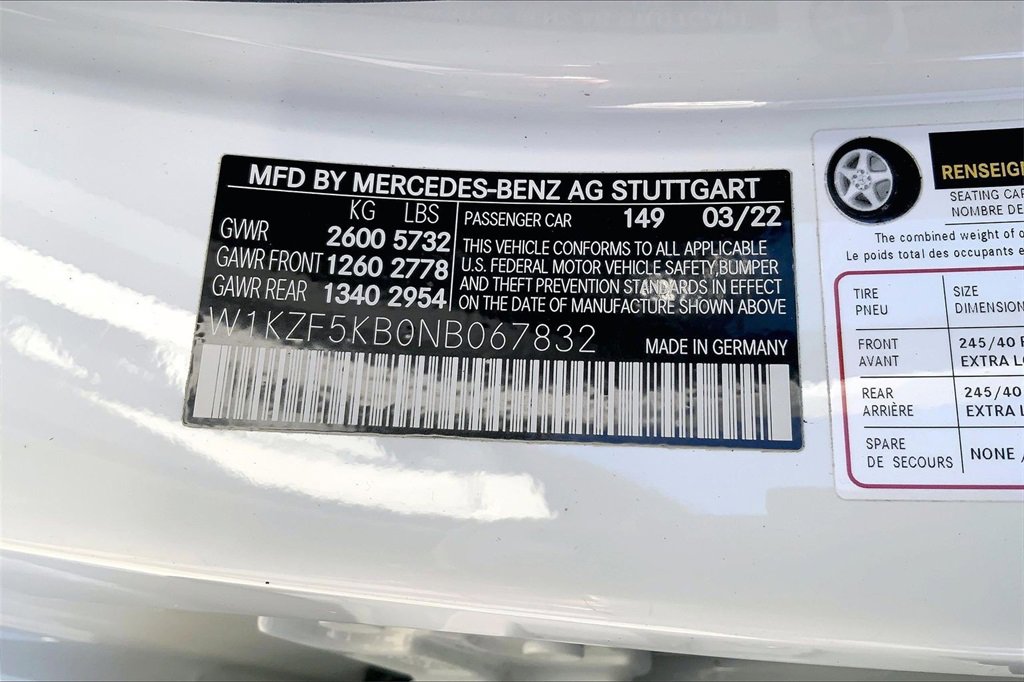 MFD BY MERCEDES-BENZ AG STUTTGART
KG LBS
GVWR 2600 5732
GAWR FRONT 1260 2778
GAWR REAR 1340 2954
PASSENGER CAR 149 03/22
THIS VEHICLE CONFORMS TO ALL APPLICABLE
U.S. FEDERAL MOTOR VEHICLE SAFETY, BUMPER
AND THEFT PREVENTION STANDARDS IN EFFECT
ON THE DATE OF MANUFACTURE SHOWN ABOVE
W1KZF5KB0NB067832
MADE IN GERMANY
RENSEIG
SEATING CA
NOMBRE DE
The combined weight of o
Le poids total des occupants e
TIRE SIZE
PNEU DIMENSION
FRONT 245/40
AVANT EXTRA L
REAR 245/40
ARRIÈRE EXTRA L
SPARE NONE /
DE SECOURS